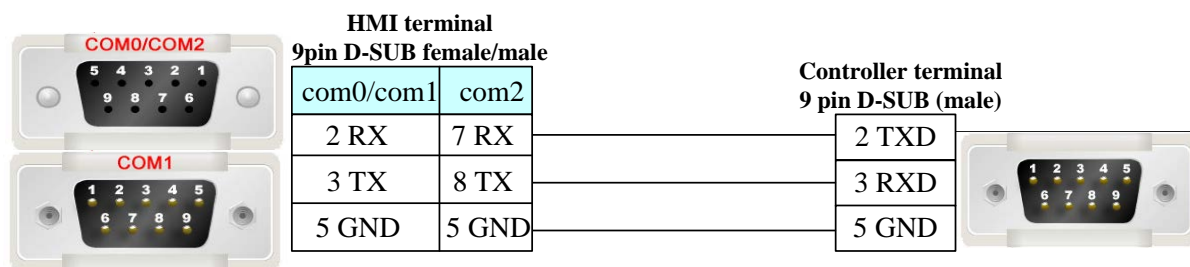 COM0/COM2
5 4 3 2 1
9 8 7 6
COM1
1 2 3 4 5
6 7 8 9
HMI terminal
9pin D-SUB female/male
com0/com1 com2
2 RX 7 RX
3 TX 8 TX
5 GND 5 GND
Controller terminal
9 pin D-SUB (male)
2 TXD
3 RXD
5 GND
1 2 3 4 5
6 7 8 9